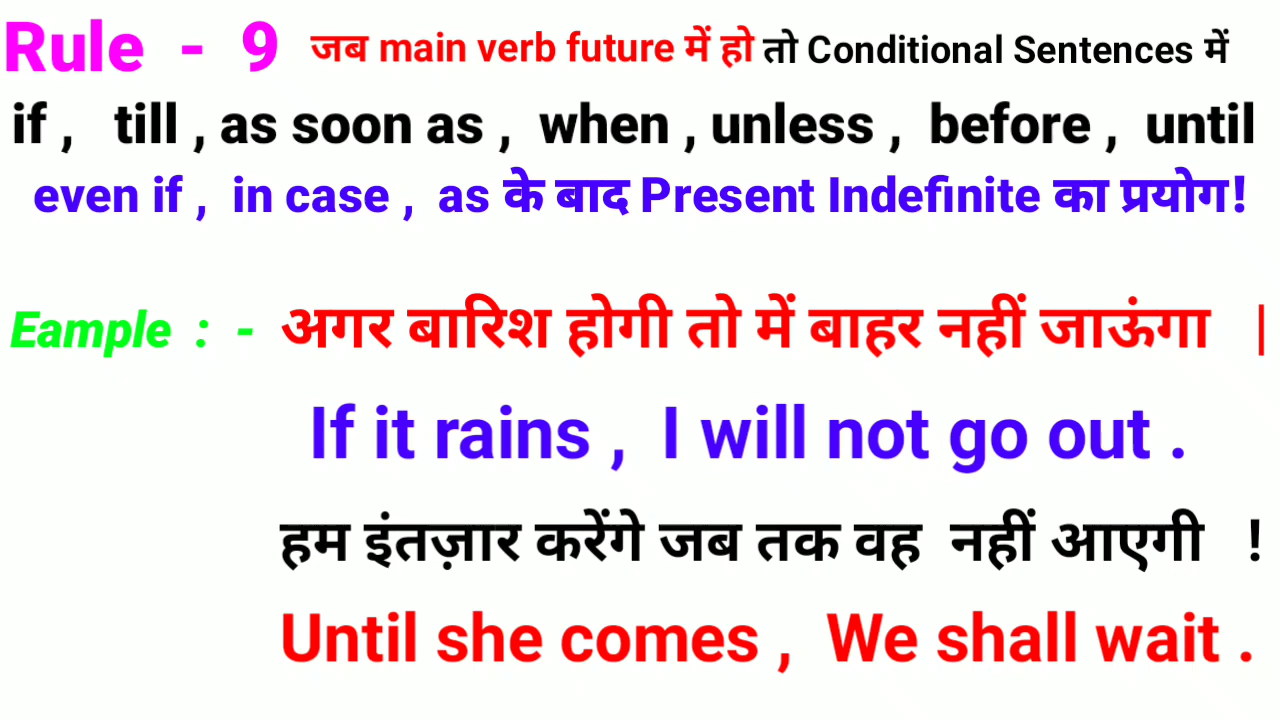 Rule - 9 जब main verb future में हो तो Conditional Sentences में
if , till , as soon as , when , unless , before , until
even if , in case , as के बाद Present Indefinite का प्रयोग!
Eample : - अगर बारिश होगी तो में बाहर नहीं जाऊंगा |
If it rains , I will not go out .
हम इंतज़ार करेंगे जब तक वह नहीं आएगी !
Until she comes , We shall wait .